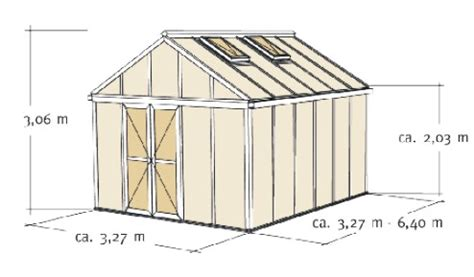 3,06 m
ca. 2,03 m
ca. 3,27 m
ca. 3,27 m - 6,40 m